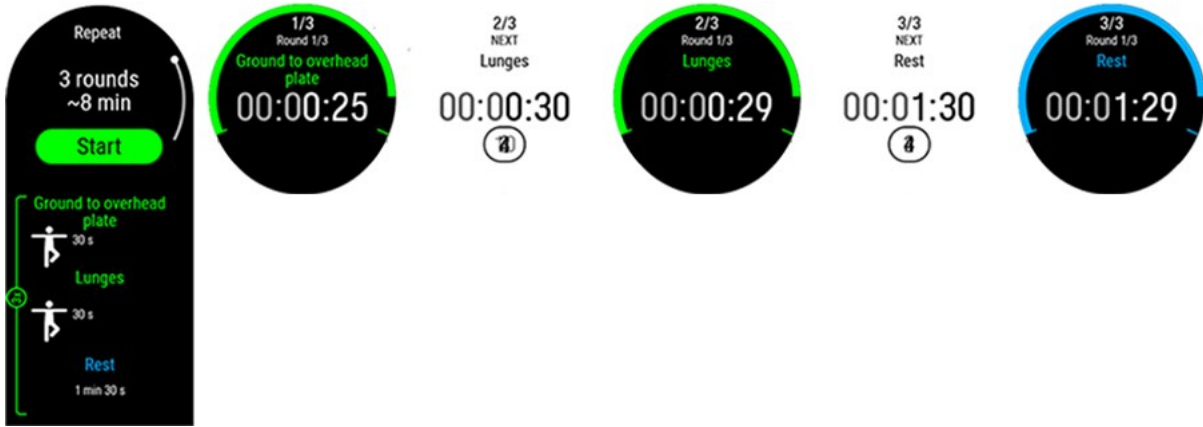 Repeat
3 rounds
~8 min
Start
Ground to overhead
plate
30 s
Lunges
30 s
Rest
1 min 30 s
1/3
Round 1/3
Ground to overhead
plate
00:00:25
2/3
NEXT
Lunges
00:00:30
2/3
Round 1/3
Lunges
00:00:29
3/3
NEXT
Rest
00:01:30
3/3
Round 1/3
Rest
00:01:29